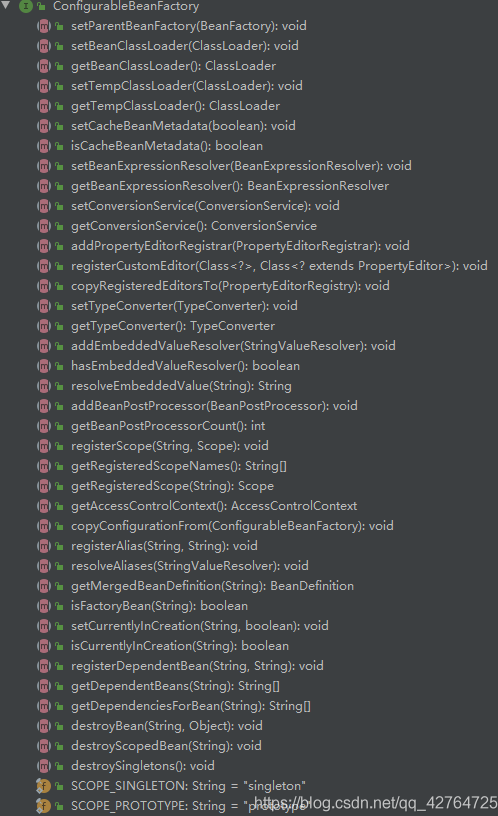 ConfigurableBeanFactory
setParentBeanFactory(BeanFactory): void
setBeanClassLoader(ClassLoader): void
getBeanClassLoader(): ClassLoader
setTempClassLoader(ClassLoader): void
getTempClassLoader(): ClassLoader
setCacheBeanMetadata(boolean): void
isCacheBeanMetadata(): boolean
setBeanExpressionResolver(BeanExpressionResolver): void
getBeanExpressionResolver(): BeanExpressionResolver
setConversionService(ConversionService): void
getConversionService(): ConversionService
addPropertyEditorRegistrar(PropertyEditorRegistrar): void
registerCustomEditor(Class<?>, Class<? extends PropertyEditor>): void
copyRegisteredEditorsTo(PropertyEditorRegistry): void
setTypeConverter(TypeConverter): void
getTypeConverter(): TypeConverter
addEmbeddedValueResolver(StringValueResolver): void
hasEmbeddedValueResolver(): boolean
resolveEmbeddedValue(String): String
addBeanPostProcessor(BeanPostProcessor): void
getBeanPostProcessorCount(): int
registerScope(String, Scope): void
getRegisteredScopeNames(): String[]
getRegisteredScope(String): Scope
getAccessControlContext(): AccessControlContext
copyConfigurationFrom(ConfigurableBeanFactory): void
registerAlias(String, String): void
resolveAliases(StringValueResolver): void
getMergedBeanDefinition(String): BeanDefinition
isFactoryBean(String): boolean
setCurrentlyInCreation(String, boolean): void
isCurrentlyInCreation(String): boolean
registerDependentBean(String, String): void
getDependentBeans(String): String[]
getDependenciesForBean(String): String[]
destroyBean(String, Object): void
destroyScopedBean(String): void
destroySingletons(): void
SCOPE_SINGLETON: String = "singleton"
SCOPE_PROTOTYPE: String = "prototype"
https://blog.csdn.net/qq_42764725